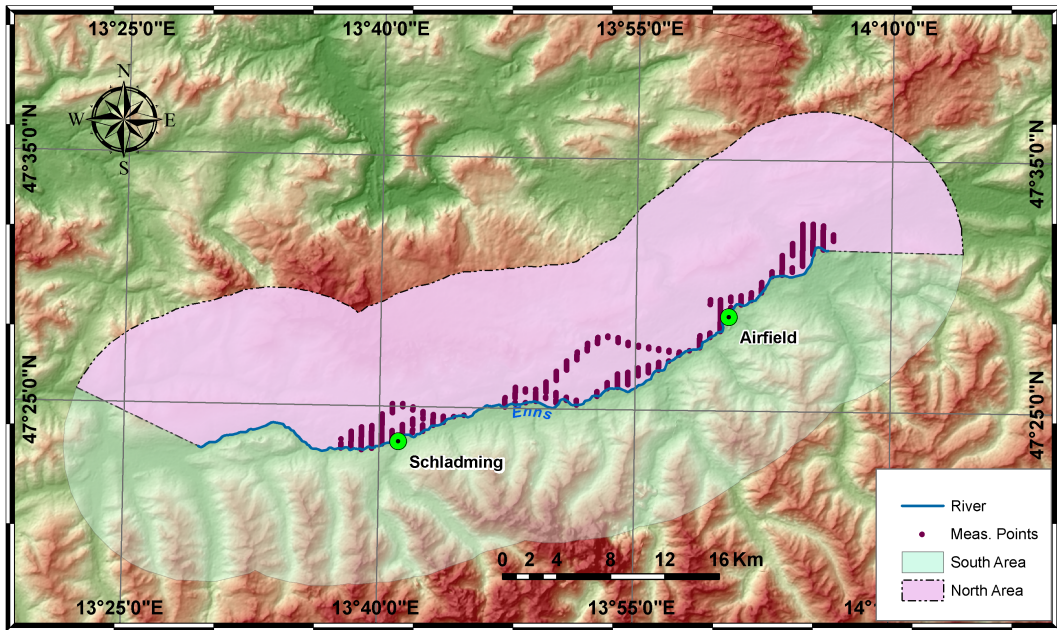 13°25'0"E 13°40'0"E 13°55'0"E 14°10'0"E
N
W E
S
47°35'0"N 47°35'0"N
Airfield
47°25'0"N 47°25'0"N
Enns
Schladming
River
Meas. Points
South Area
North Area
0 2 4 8 12 16 Km
13°25'0"E 13°40'0"E 13°55'0"E 14°